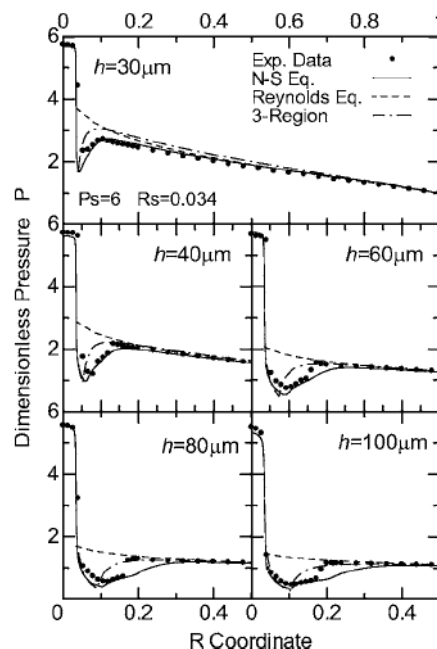 0 0.2 0.4 0.6 0.8 1
6
4
2
0
h=30μm
Exp. Data
N-S Eq.
Reynolds Eq.
3-Region
Ps=6 Rs=0.034
Dimensionless Pressure P
h=40μm
h=60μm
4
2
h=80μm
h=100μm
4
2
0 0.2 0.4 0 0.2 0.4
R Coordinate